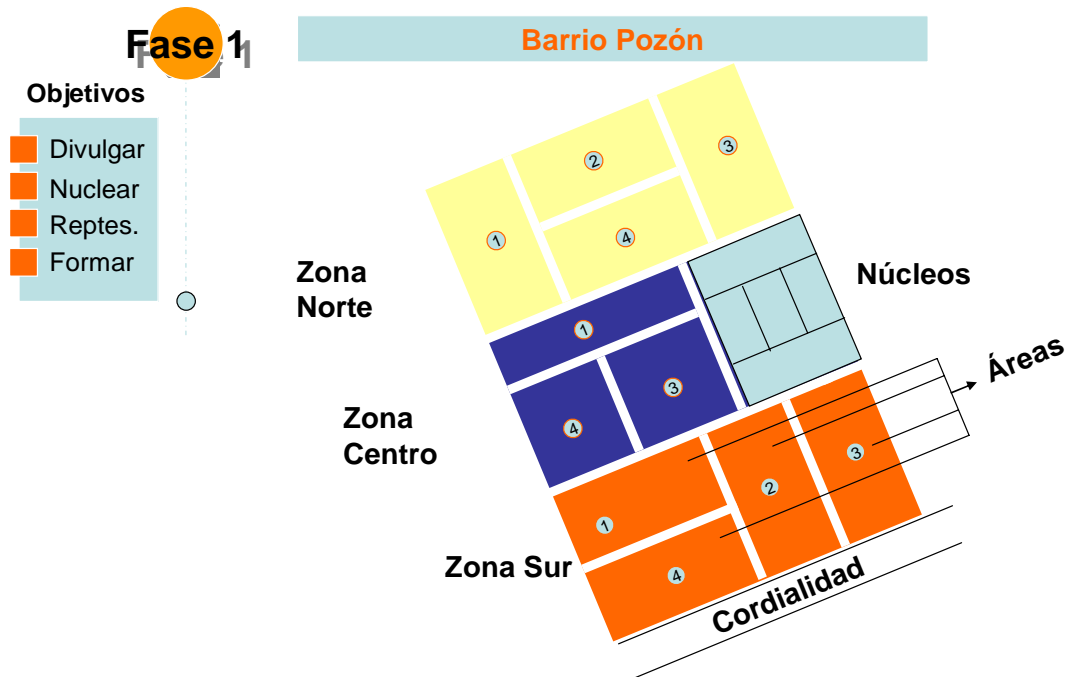 Fase 1
Barrio Pozón
Objetivos
Divulgar
Nuclear
Reptes.
Formar
3
2
4
1
Zona
Norte
Núcleos
1
3
4
Áreas
Zona
Centro
3
2
1
4
Zona Sur
Cordialidad